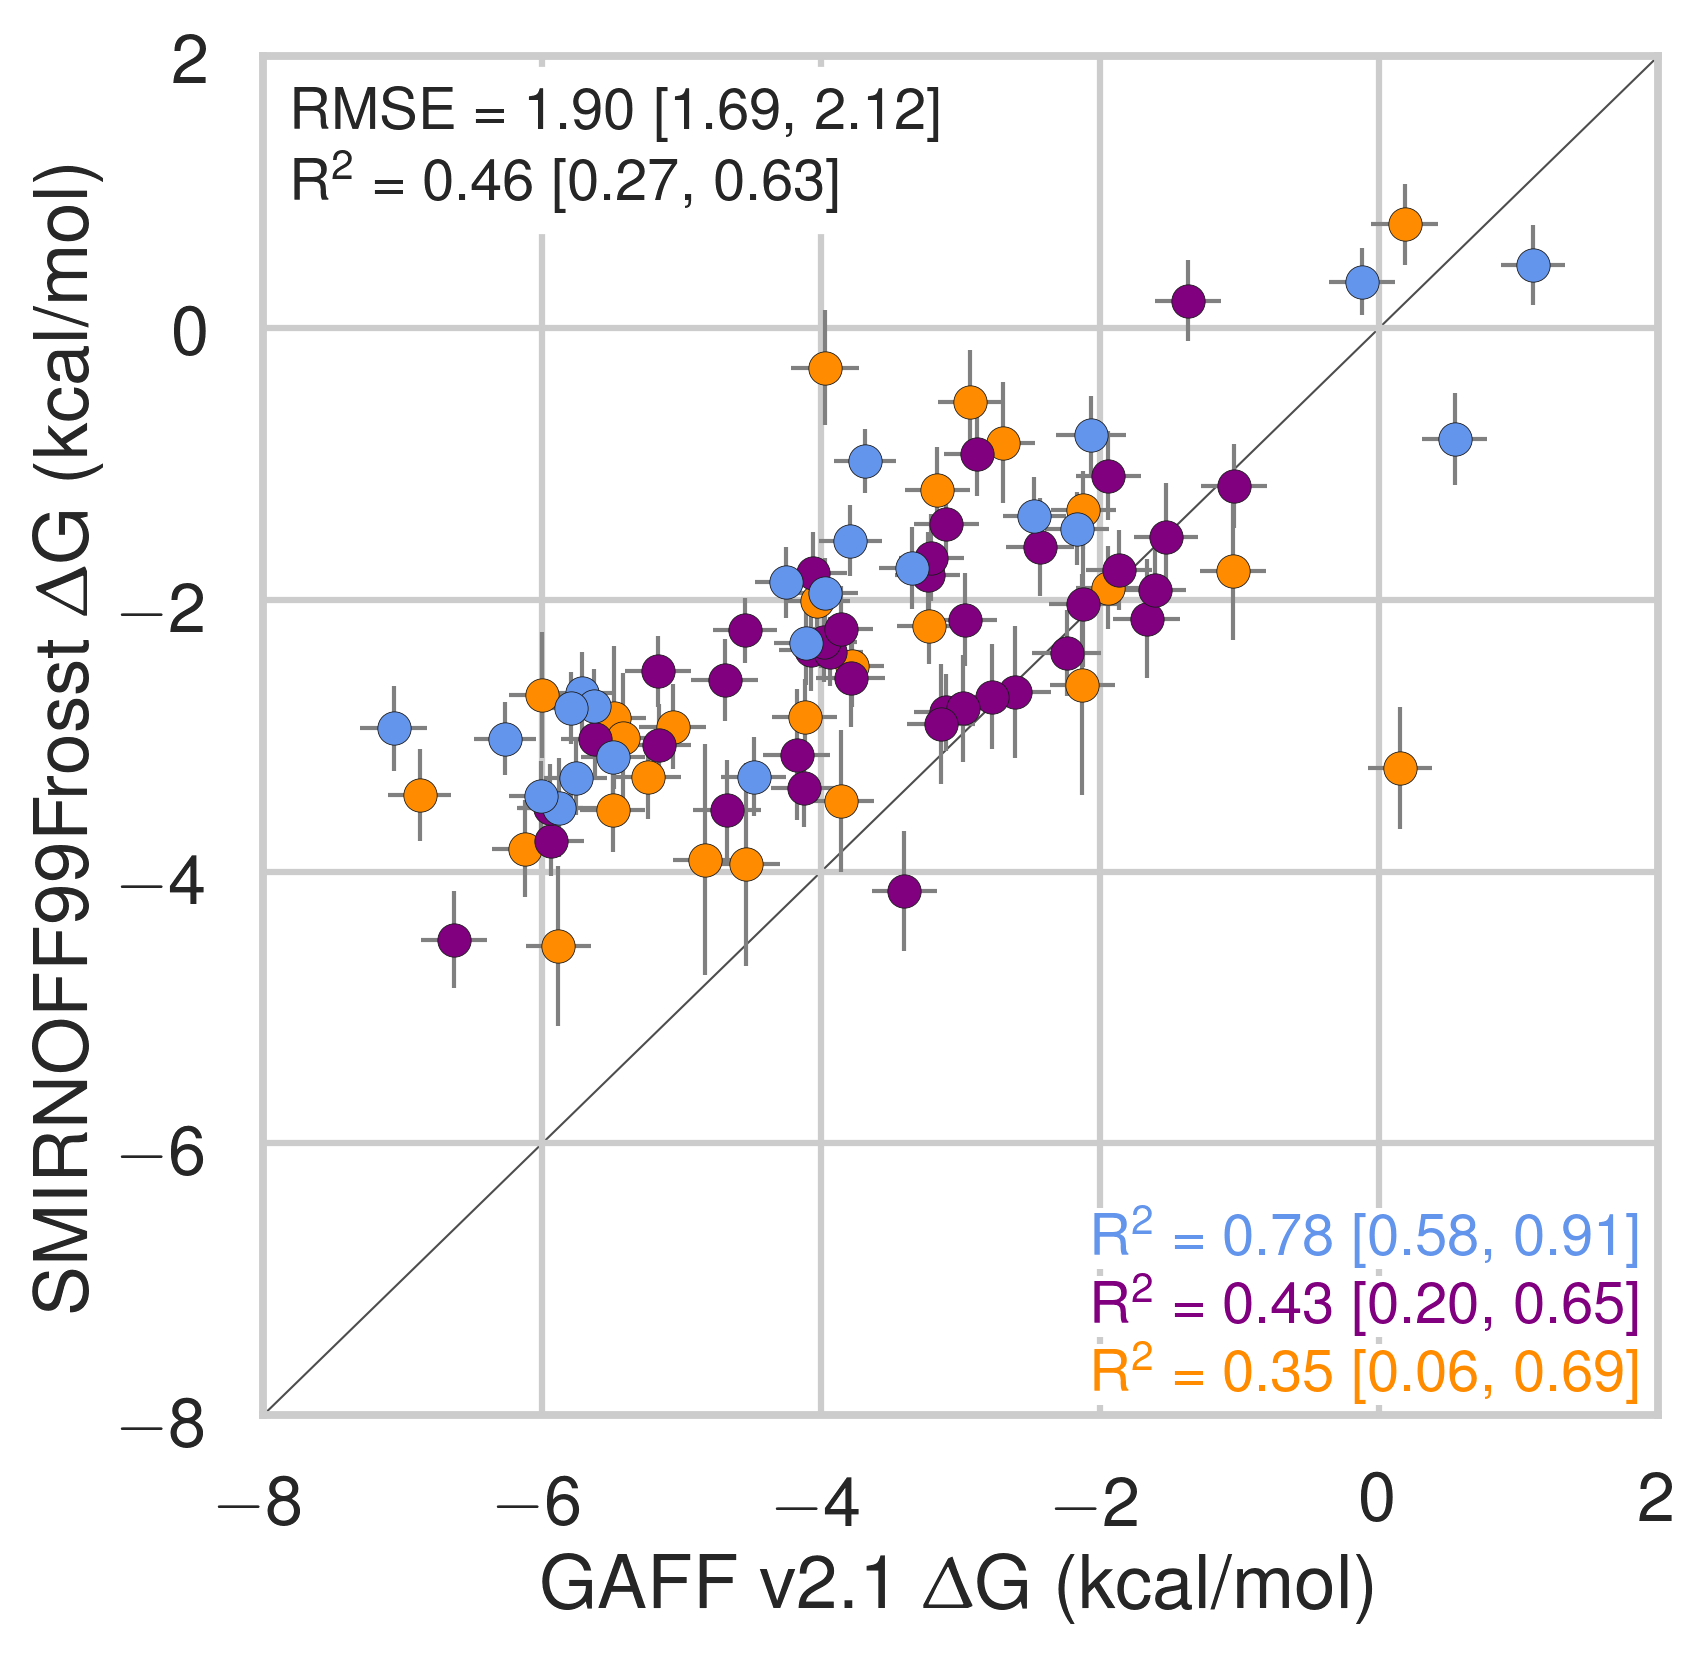 RMSE = 1.90 [1.69, 2.12]
R² = 0.46 [0.27, 0.63]
SMIRNOFF99Frosst ΔG (kcal/mol)
2
0
−2
−4
−6
−8
R² = 0.78 [0.58, 0.91]
R² = 0.43 [0.20, 0.65]
R² = 0.35 [0.06, 0.69]
−8 −6 −4 −2 0 2
GAFF v2.1 ΔG (kcal/mol)